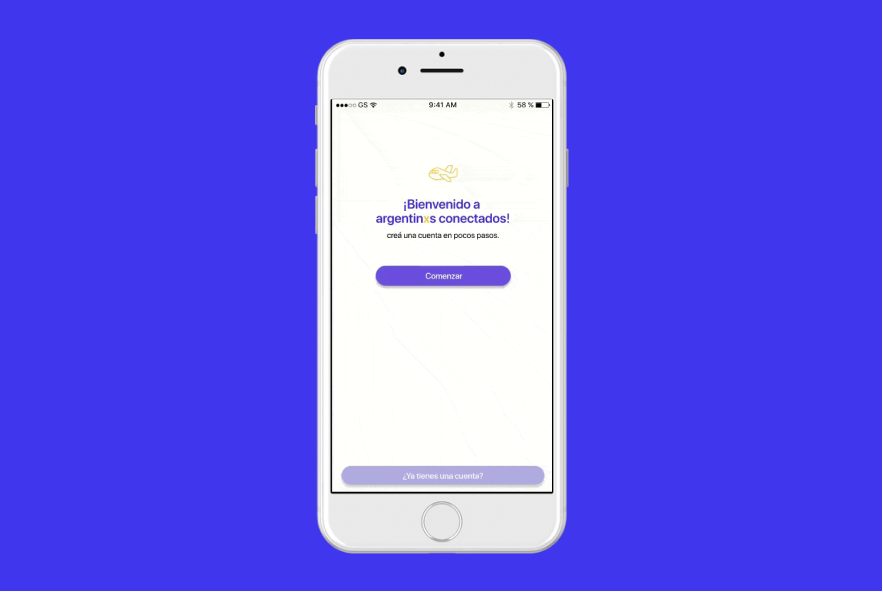 GS 9:41 AM 58 %
¡Bienvenido a
argentinxs conectados!
creá una cuenta en pocos pasos.
Comenzar
¿Ya tienes una cuenta?